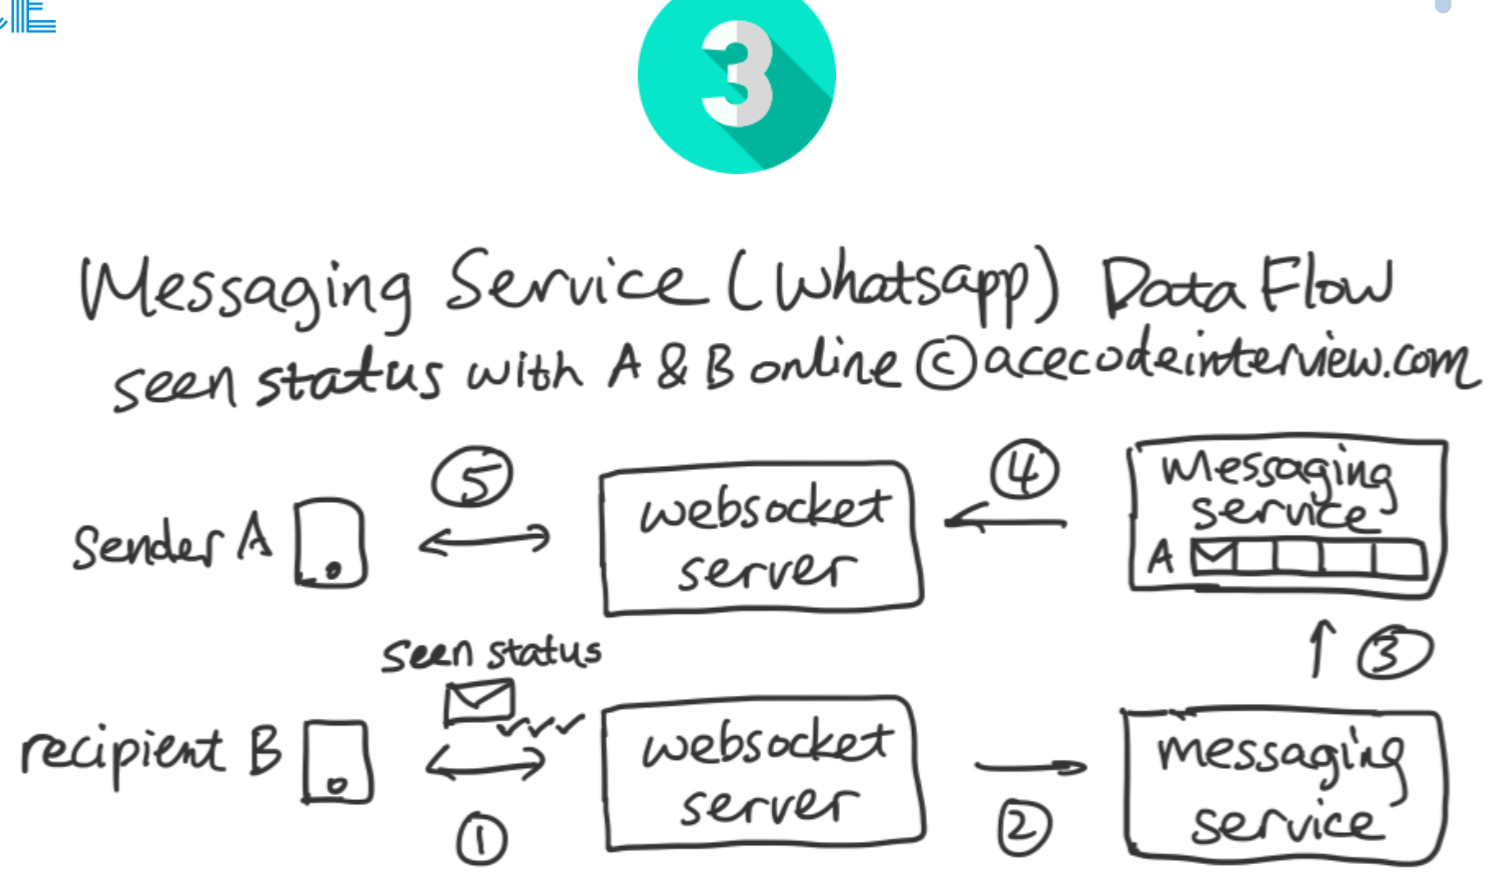 3
Messaging Service (Whatsapp) Data Flow
seen status with A & B online © acecodeinterview.com
5
4
Sender A
websocket
server
Messaging
service
A
3
seen status
recipient B
websocket
server
messaging
service
1
2